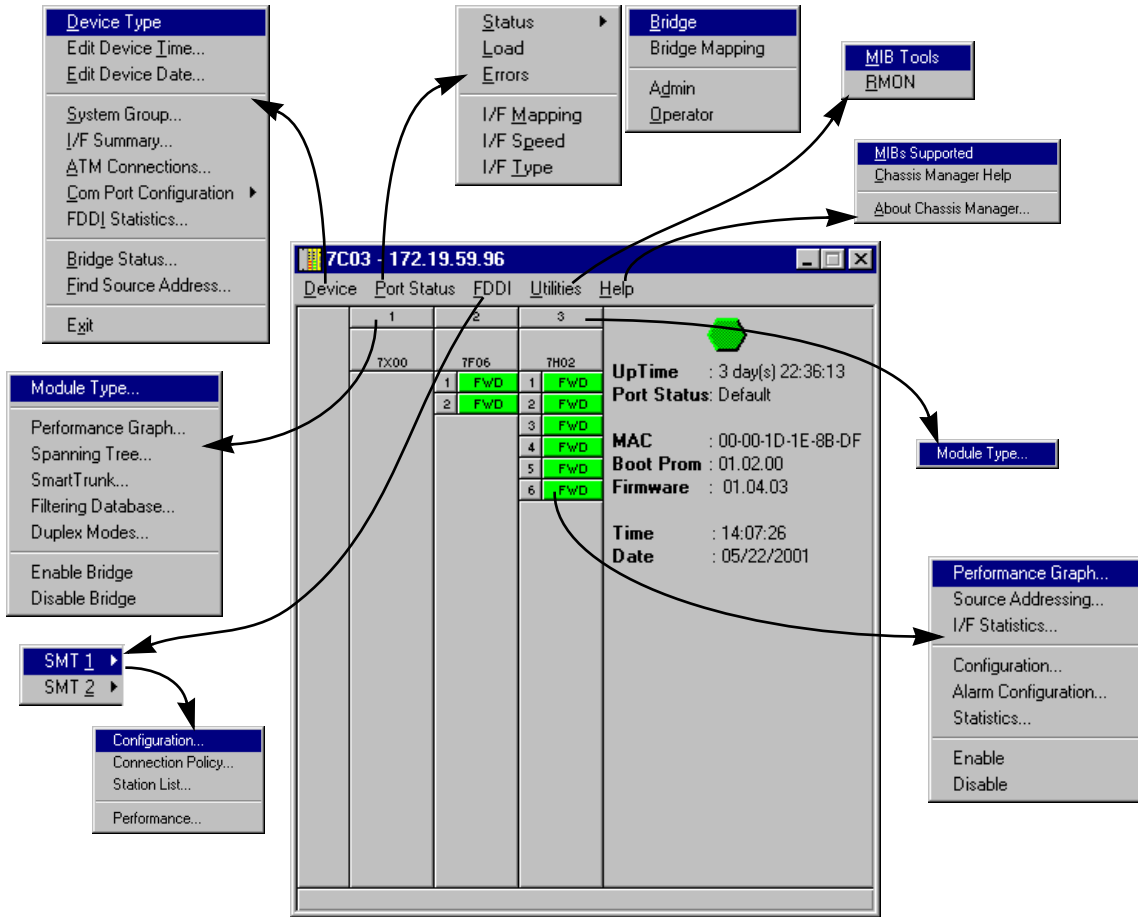 Device Type
Edit Device Time...
Edit Device Date...
System Group...
I/F Summary...
ATM Connections...
Com Port Configuration
FDDI Statistics...
Bridge Status...
Find Source Address...
Exit
Status
Load
Errors
I/F Mapping
I/F Speed
I/F Type
Bridge
Bridge Mapping
Admin
Operator
MIB Tools
RMON
MIBs Supported
Chassis Manager Help
About Chassis Manager...
7C03 - 172.19.59.96
Device Port Status FDDI Utilities Help
1 2 3
7X00 7F06 7H02
1 FWD 1 FWD
2 FWD 2 FWD
3 FWD
4 FWD
5 FWD
6 FWD
UpTime : 3 day(s) 22:36:13
Port Status: Default
MAC : 00-00-1D-1E-8B-DF
Boot Prom : 01.02.00
Firmware : 01.04.03
Time : 14:07:26
Date : 05/22/2001
Module Type...
Performance Graph...
Spanning Tree...
SmartTrunk...
Filtering Database...
Duplex Modes...
Enable Bridge
Disable Bridge
Module Type...
SMT 1
SMT 2
Configuration...
Connection Policy...
Station List...
Performance...
Performance Graph...
Source Addressing...
I/F Statistics...
Configuration...
Alarm Configuration...
Statistics...
Enable
Disable